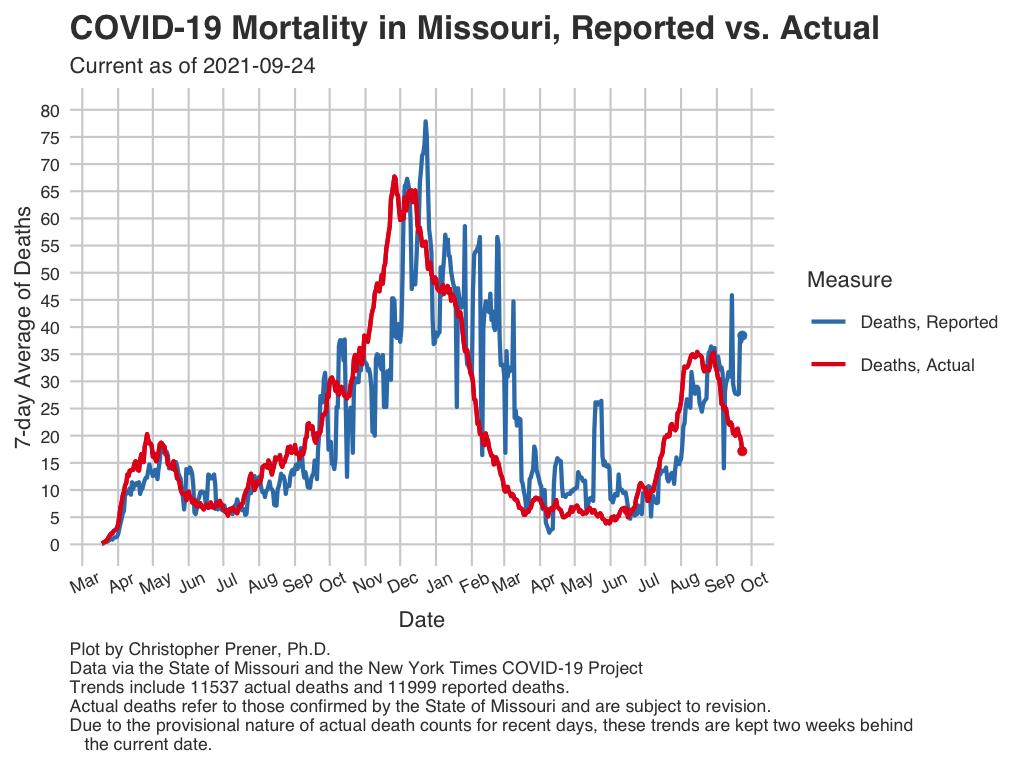 COVID-19 Mortality in Missouri, Reported vs. Actual
Current as of 2021-09-24
80
75
70
65
60
55
50
45
40
35
30
25
20
15
10
5
0
7-day Average of Deaths
Mar Apr May Jun Jul Aug Sep Oct Nov Dec Jan Feb Mar Apr May Jun Jul Aug Sep Oct
Date
Measure
Deaths, Reported
Deaths, Actual
Plot by Christopher Prener, Ph.D.
Data via the State of Missouri and the New York Times COVID-19 Project
Trends include 11537 actual deaths and 11999 reported deaths.
Actual deaths refer to those confirmed by the State of Missouri and are subject to revision.
Due to the provisional nature of actual death counts for recent days, these trends are kept two weeks behind
the current date.